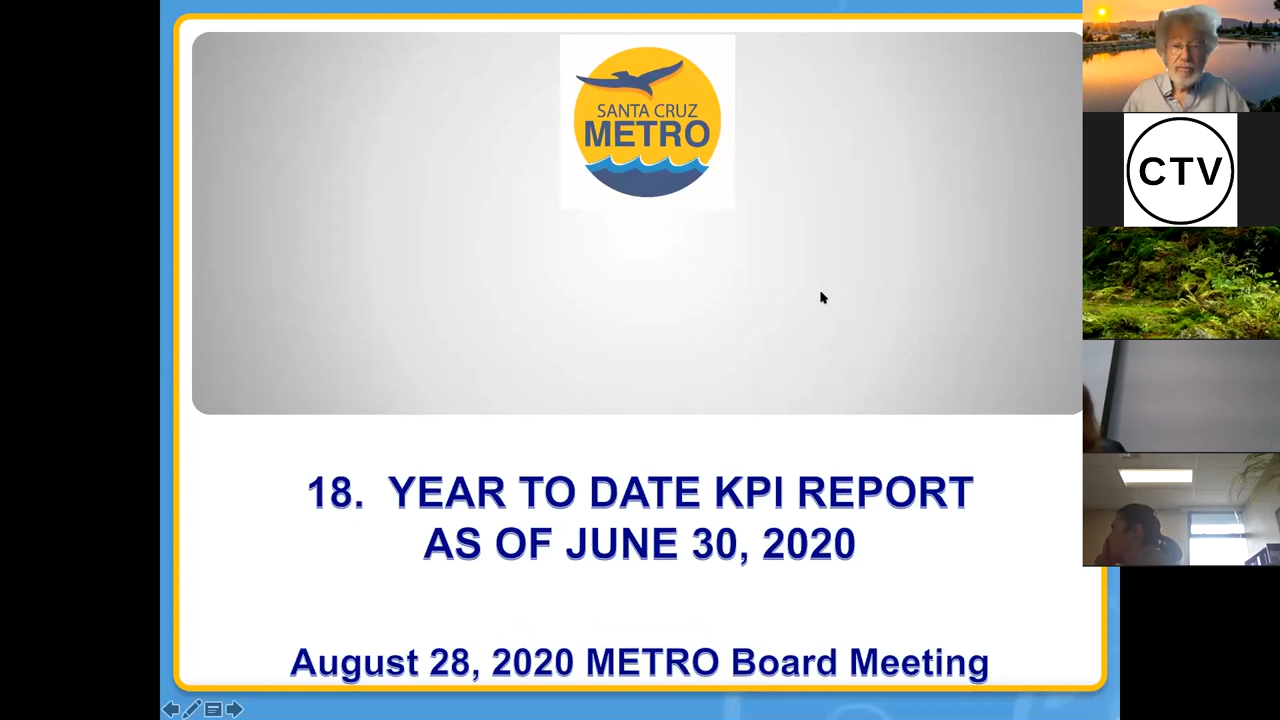 SANTA CRUZ
METRO
CTV
18. YEAR TO DATE KPI REPORT
AS OF JUNE 30, 2020
August 28, 2020 METRO Board Meeting